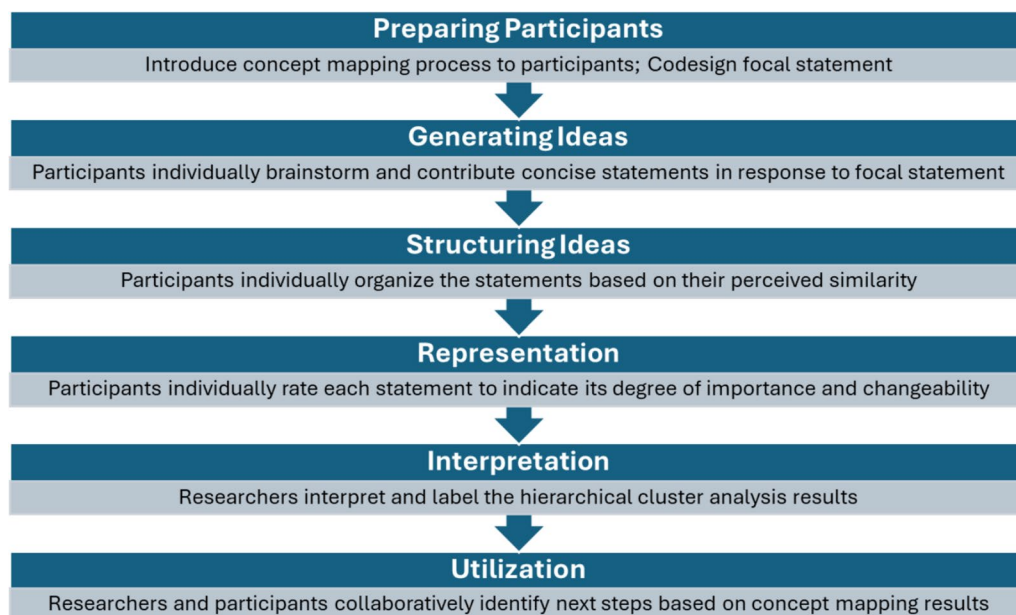 Preparing Participants
Introduce concept mapping process to participants; Codesign focal statement
Generating Ideas
Participants individually brainstorm and contribute concise statements in response to focal statement
Structuring Ideas
Participants individually organize the statements based on their perceived similarity
Representation
Participants individually rate each statement to indicate its degree of importance and changeability
Interpretation
Researchers interpret and label the hierarchical cluster analysis results
Utilization
Researchers and participants collaboratively identify next steps based on concept mapping results